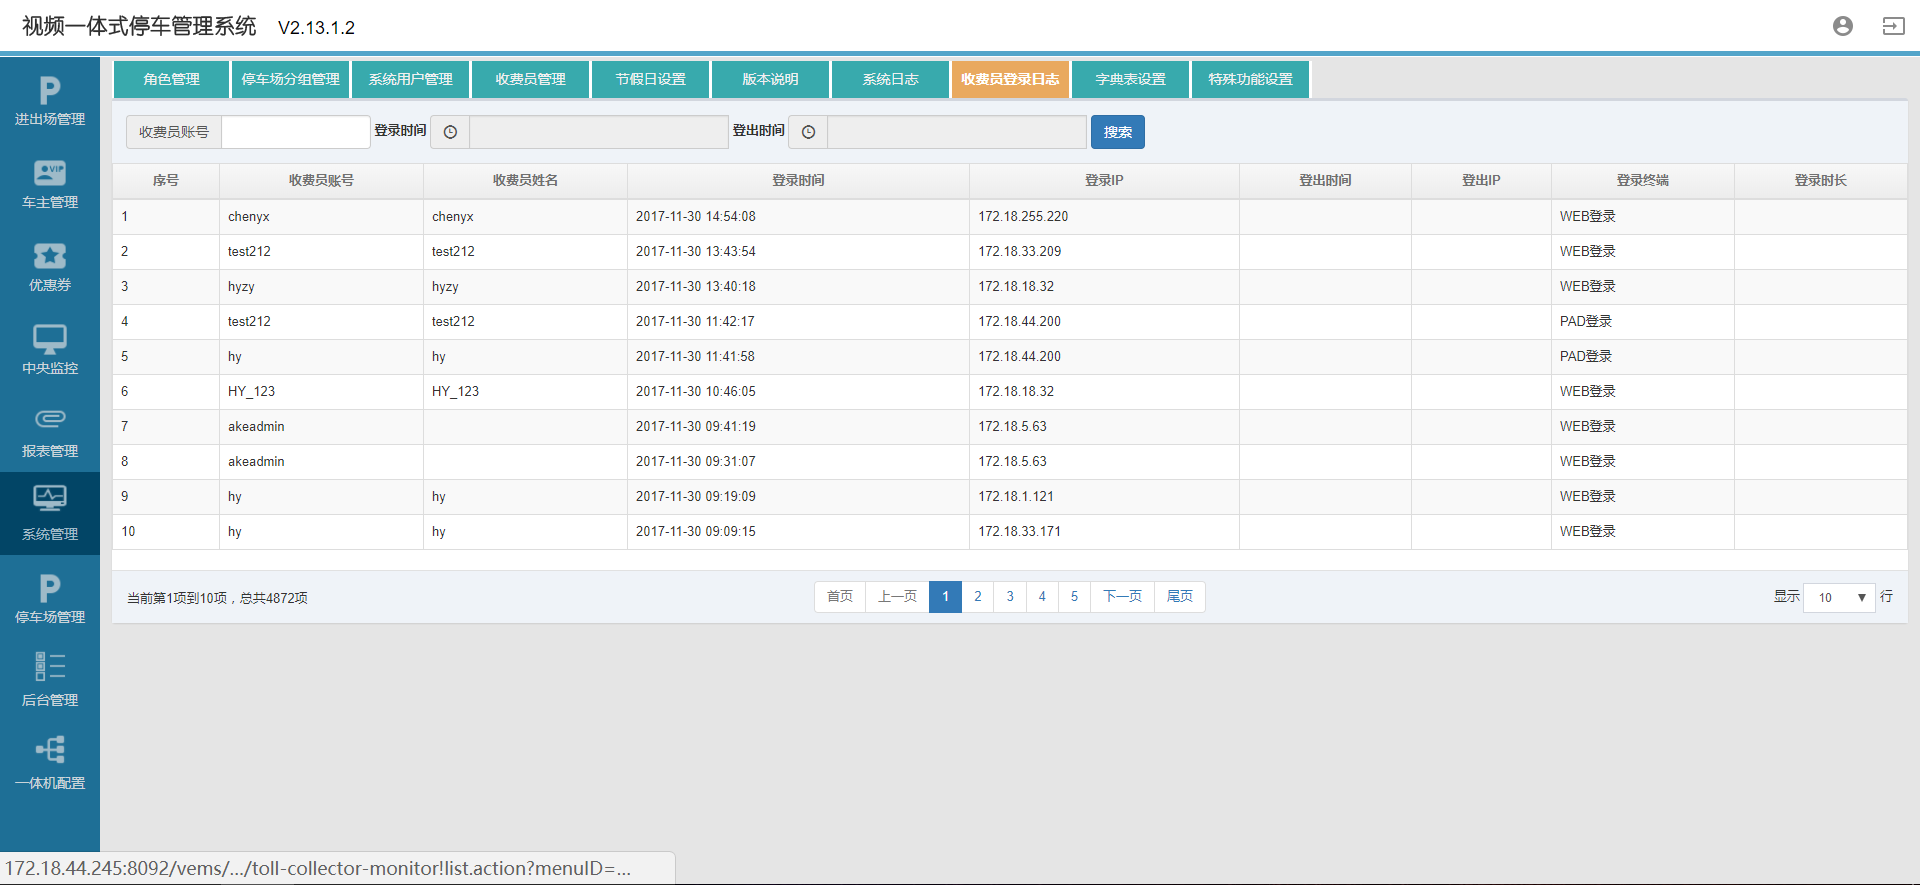 视频一体式停车管理系统 V2.13.1.2
角色管理 停车场分组管理 系统用户管理 收费员管理 节假日设置 版本说明 系统日志 收费员登录日志 字典表设置 特殊功能设置
进出场管理
车主管理
优惠券
中央监控
报表管理
系统管理
停车场管理
后台管理
一体机配置
收费员账号 登录时间 登出时间 搜索
序号 收费员账号 收费员姓名 登录时间 登录IP 登出时间 登出IP 登录终端 登录时长
1 chenyx chenyx 2017-11-30 14:54:08 172.18.255.220 WEB登录
2 test212 test212 2017-11-30 13:43:54 172.18.33.209 WEB登录
3 hyzy hyzy 2017-11-30 13:40:18 172.18.18.32 WEB登录
4 test212 test212 2017-11-30 11:42:17 172.18.44.200 PAD登录
5 hy hy 2017-11-30 11:41:58 172.18.44.200 PAD登录
6 HY_123 HY_123 2017-11-30 10:46:05 172.18.18.32 WEB登录
7 akeadmin 2017-11-30 09:41:19 172.18.5.63 WEB登录
8 akeadmin 2017-11-30 09:31:07 172.18.5.63 WEB登录
9 hy hy 2017-11-30 09:19:09 172.18.1.121 WEB登录
10 hy hy 2017-11-30 09:09:15 172.18.33.171 WEB登录
当前第1项到10项，总共4872项 首页 上一页 1 2 3 4 5 下一页 尾页 显示 10 行
172.18.44.245:8092/vems/.../toll-collector-monitor!list.action?menuID=...